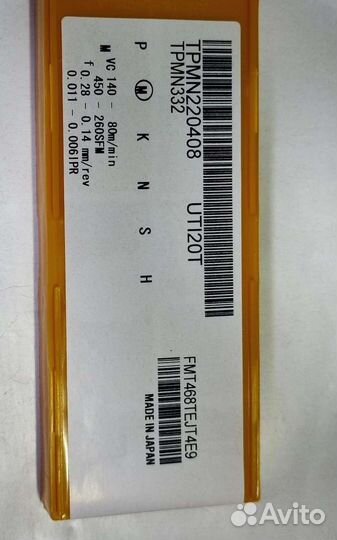 TPMN220408 UTI20T
TPMN332
P Ⓜ K N S H
M VC 140 - 80m/min
450 - 260SFM
f 0.28 - 0.14 mm/rev
0.011 - 0.006IPR
FMT468TEJT4E9
MADE IN JAPAN
Avito